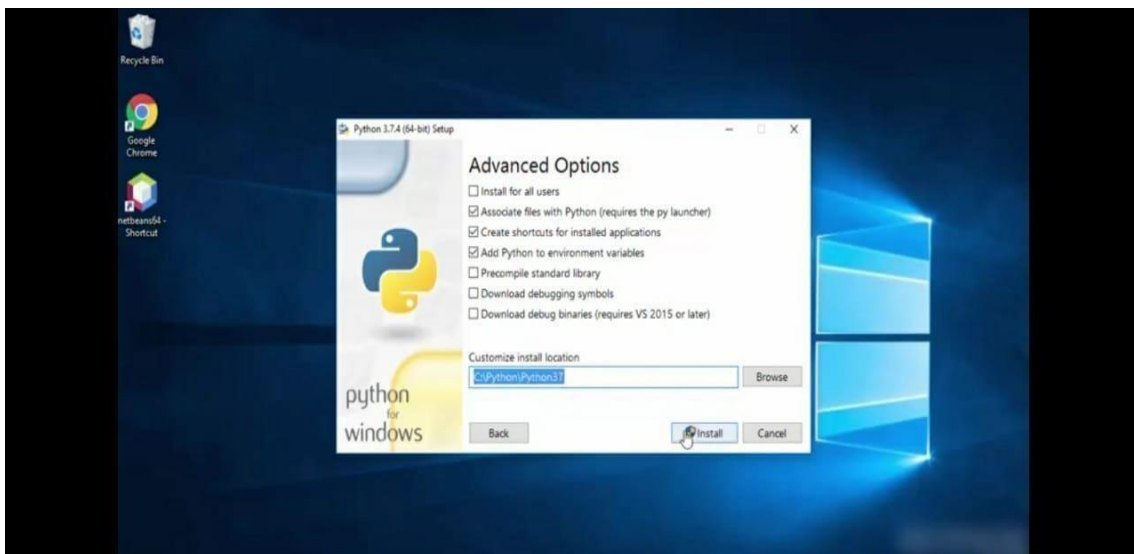 Recycle Bin
Google
Chrome
netbeans64 -
Shortcut
Python 3.7.4 (64-bit) Setup
Advanced Options
Install for all users
Associate files with Python (requires the py launcher)
Create shortcuts for installed applications
Add Python to environment variables
Precompile standard library
Download debugging symbols
Download debug binaries (requires VS 2015 or later)
Customize install location
C:\Python\Python37
Browse
python
for
windows
Back
Install
Cancel